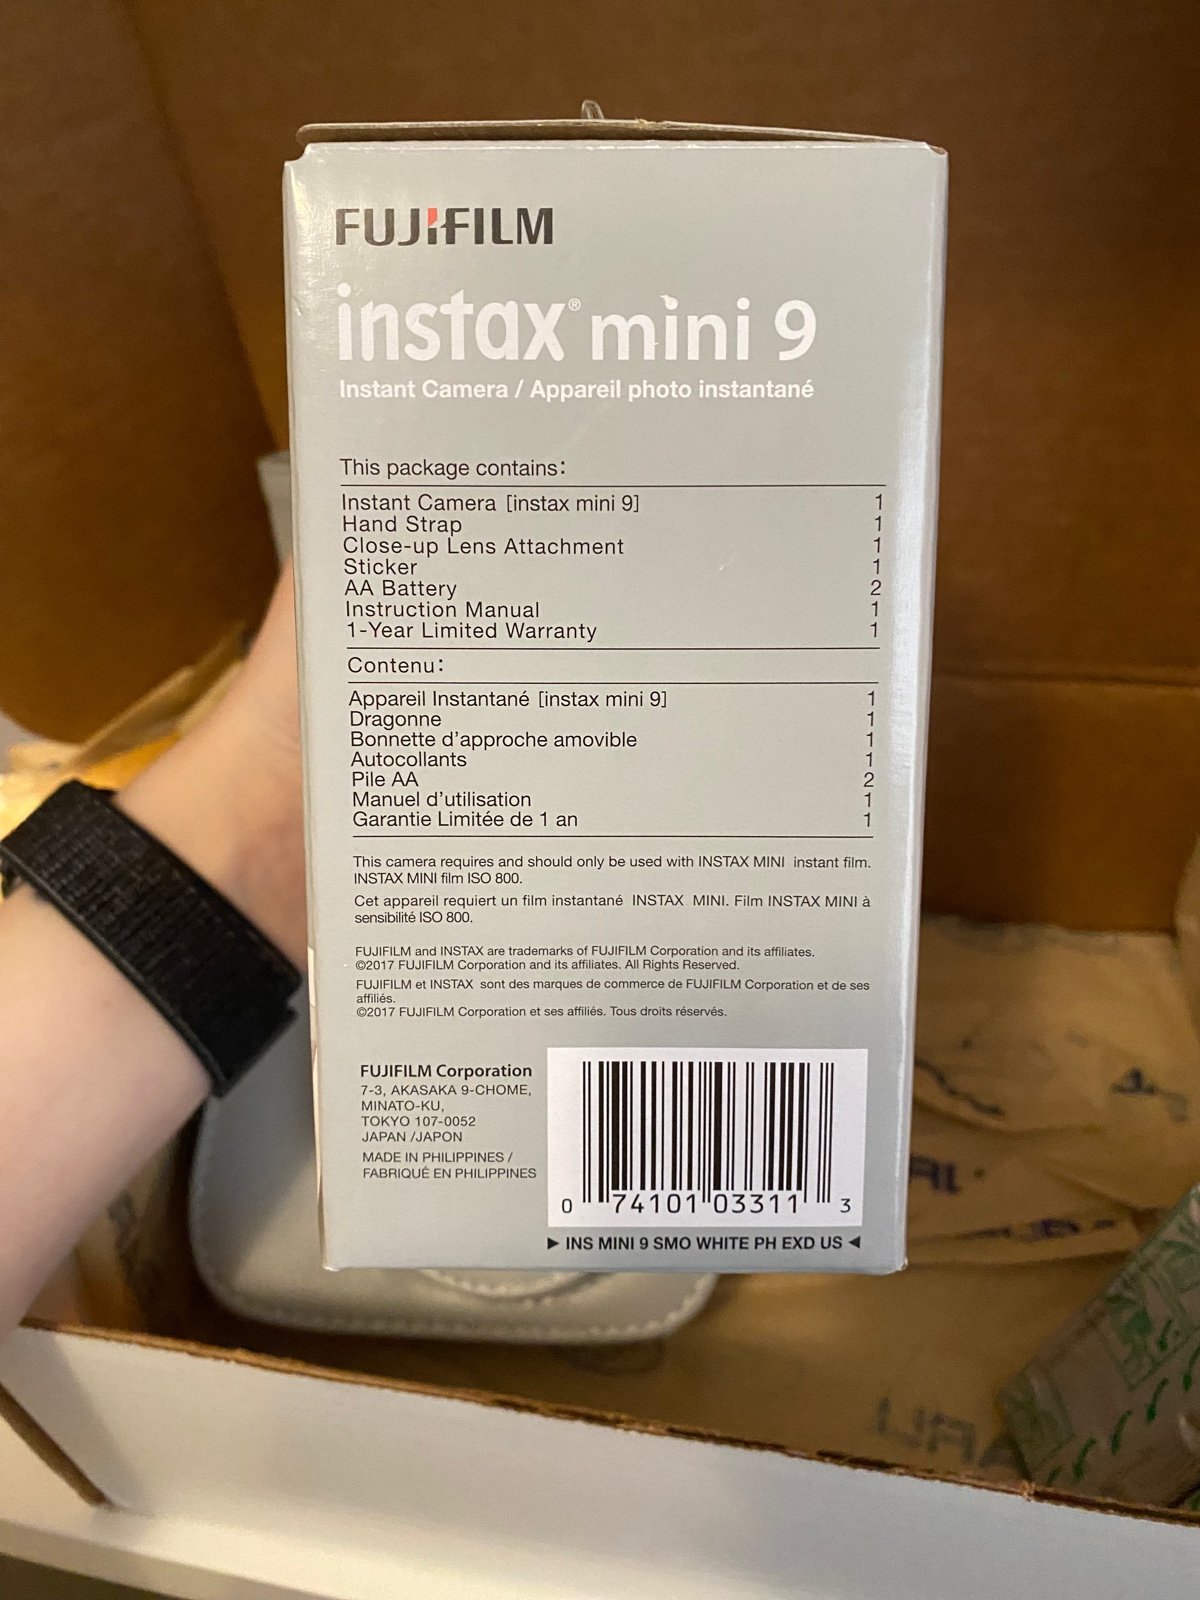 FUJIFILM
instax® mini 9
Instant Camera / Appareil photo instantané
This package contains:
Instant Camera [instax mini 9] 1
Hand Strap 1
Close-up Lens Attachment 1
Sticker 1
AA Battery 2
Instruction Manual 1
1-Year Limited Warranty 1
Contenu:
Appareil Instantané [instax mini 9] 1
Dragonne 1
Bonnette d'approche amovible 1
Autocollants 1
Pile AA 2
Manuel d'utilisation 1
Garantie Limitée de 1 an 1
This camera requires and should only be used with INSTAX MINI instant film.
INSTAX MINI film ISO 800.
Cet appareil requiert un film instantané INSTAX MINI. Film INSTAX MINI à
sensibilité ISO 800.
FUJIFILM and INSTAX are trademarks of FUJIFILM Corporation and its affiliates.
©2017 FUJIFILM Corporation and its affiliates. All Rights Reserved.
FUJIFILM et INSTAX sont des marques de commerce de FUJIFILM Corporation et de ses
affiliés.
©2017 FUJIFILM Corporation et ses affiliés. Tous droits réservés.
FUJIFILM Corporation
7-3, AKASAKA 9-CHOME,
MINATO-KU,
TOKYO 107-0052
JAPAN /JAPON
MADE IN PHILIPPINES /
FABRIQUÉ EN PHILIPPINES
0 74101 03311 3
▶ INS MINI 9 SMO WHITE PH EXD US ◀